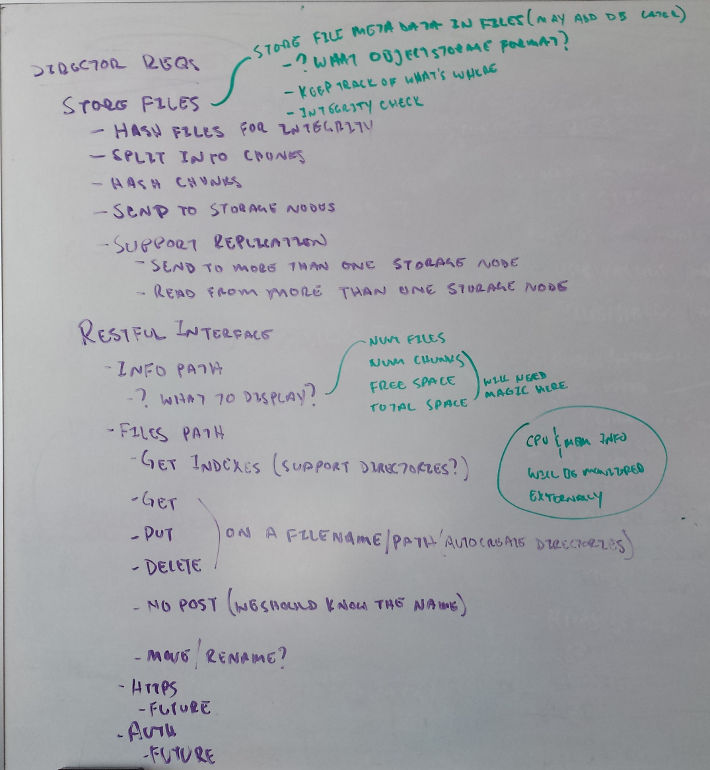 DIRECTOR REQS
STORE FILE META DATA IN FILES (MAY ADD DB LATER)
- ? WHAT OBJECT STORAGE FORMAT?
- KEEP TRACK OF WHAT'S WHERE
- INTEGRITY CHECK
STORE FILES
- HASH FILES FOR INTEGRITY
- SPLIT INTO CHUNKS
- HASH CHUNKS
- SEND TO STORAGE NODES
- SUPPORT REPLICATION
- SEND TO MORE THAN ONE STORAGE NODE
- READ FROM MORE THAN ONE STORAGE NODE
RESTFUL INTERFACE
- INFO PATH
- ? WHAT TO DISPLAY?
- NUM FILES
NUM CHUNKS
FREE SPACE
TOTAL SPACE
WILL NEED
MAGIC HERE
CPU & MEM INFO
WILL BE MONITORED
EXTERNALLY
- FILES PATH
- GET INDEXES (SUPPORT DIRECTORIES?)
- GET
- PUT
- DELETE
ON A FILENAME/PATH (AUTOCREATE DIRECTORIES)
- NO POST (WE SHOULD KNOW THE NAME)
- MOVE/RENAME?
- HTTPS
- FUTURE
- AUTH
- FUTURE